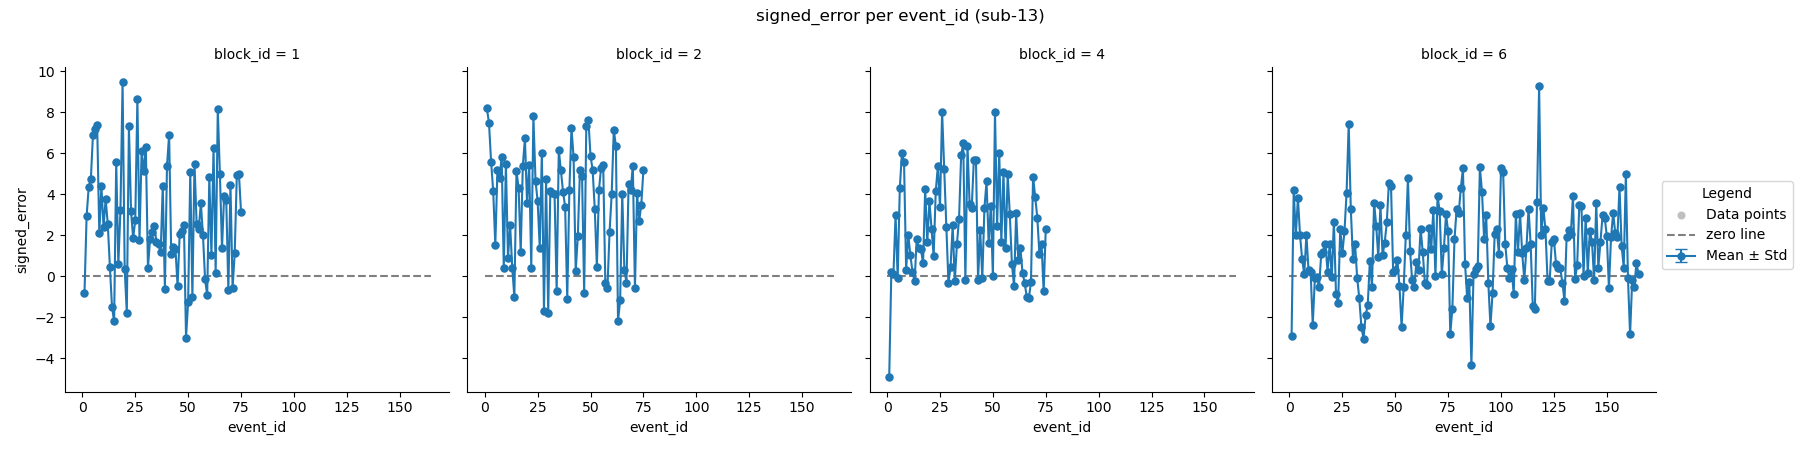 signed_error per event_id (sub-13)
block_id = 1
block_id = 2
block_id = 4
block_id = 6
signed_error
10
8
6
4
2
0
−2
−4
0 25 50 75 100 125 150
0 25 50 75 100 125 150
0 25 50 75 100 125 150
0 25 50 75 100 125 150
event_id
event_id
event_id
event_id
Legend
Data points
zero line
Mean ± Std